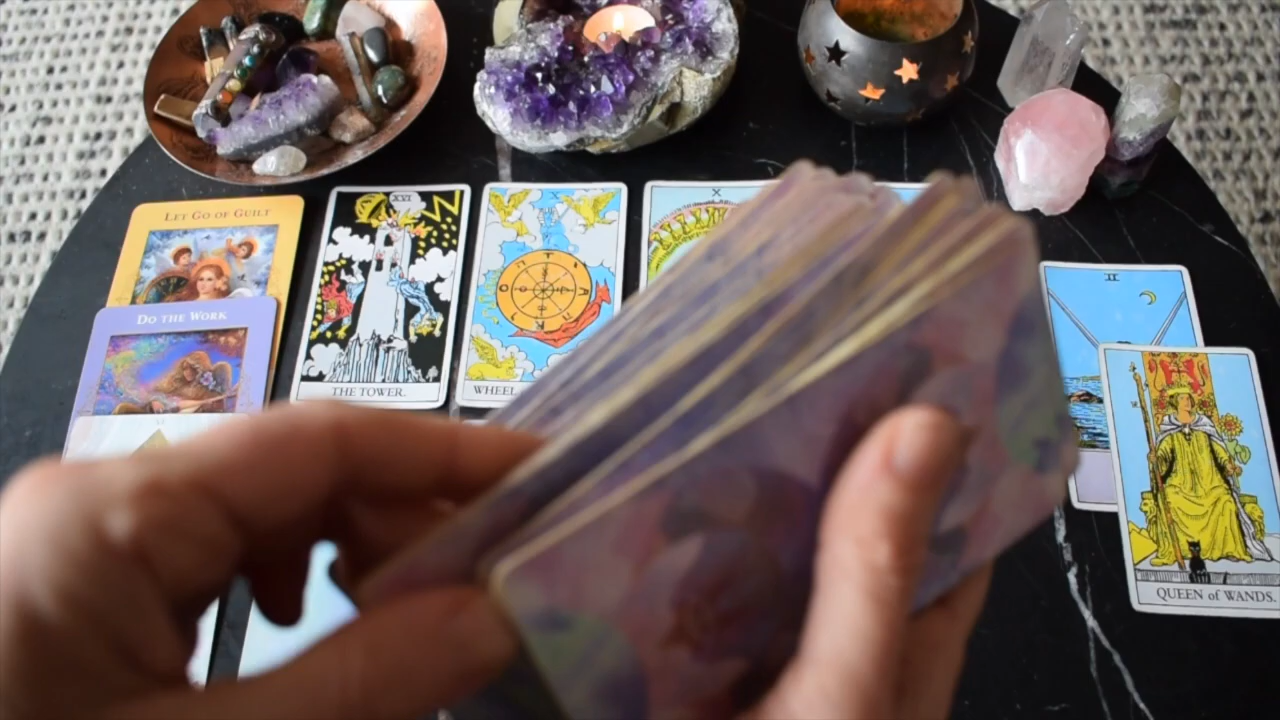 LET GO OF GUILT
DO THE WORK
XVI
THE TOWER.
X
WHEEL
X
II
QUEEN of WANDS.